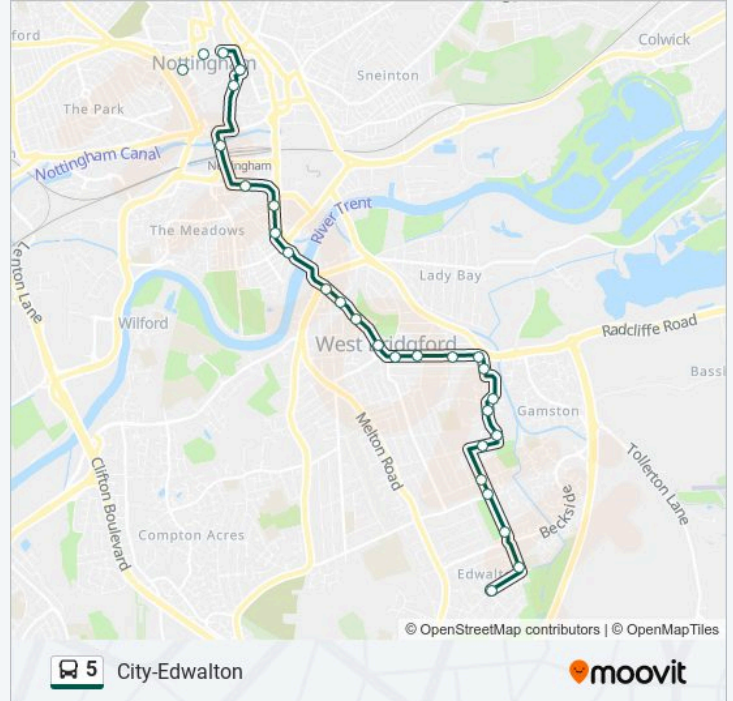 ford
Nottingham
Colwick
Sneinton
The Park
Nottingham Canal
Nottingham
River Trent
The Meadows
Lenton Lane
Lady Bay
Wilford
Radcliffe Road
West Bridgford
Bassi
Gamston
Melton Road
Tollerton Lane
Clifton Boulevard
Beckside
Compton Acres
Edwalt
© OpenStreetMap contributors | © OpenMapTiles
5 City-Edwalton
moovit